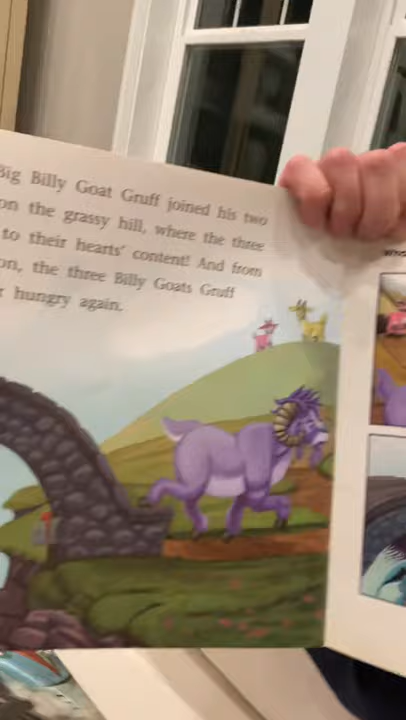 Big Billy Goat Gruff joined his two
on the grassy hill, where the three
to their hearts' content! And from
on, the three Billy Goats Gruff
hungry again.